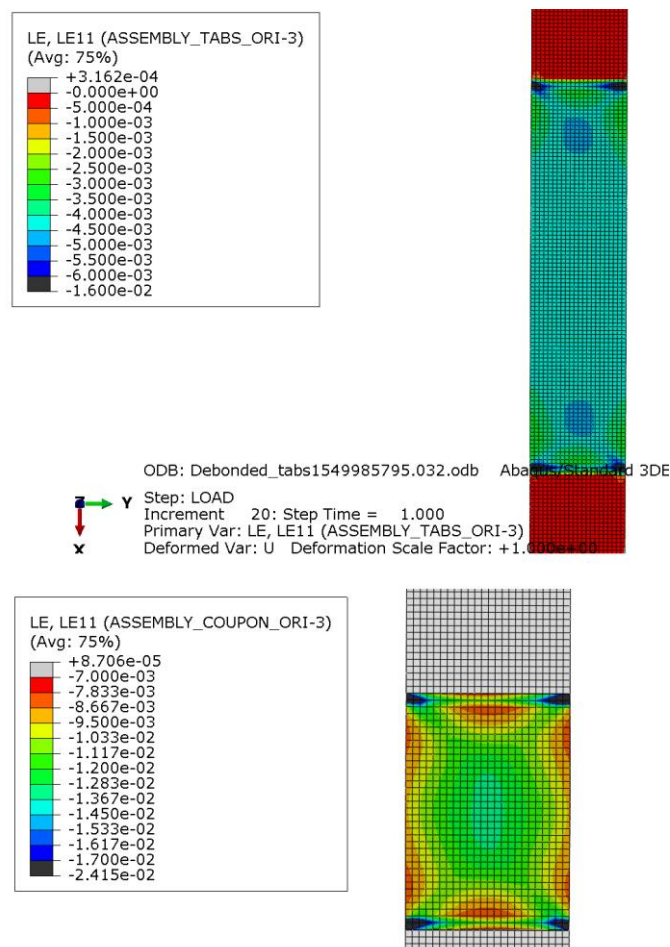 LE, LE11 (ASSEMBLY_TABS_ORI-3)
(Avg: 75%)
+3.162e-04
-0.000e+00
-5.000e-04
-1.000e-03
-1.500e-03
-2.000e-03
-2.500e-03
-3.000e-03
-3.500e-03
-4.000e-03
-4.500e-03
-5.000e-03
-5.500e-03
-6.000e-03
-1.600e-02
ODB: Debonded_tabs1549985795.032.odb Abaqus/Standard 3DE
Z
Y
Step: LOAD
Increment 20: Step Time = 1.000
Primary Var: LE, LE11 (ASSEMBLY_TABS_ORI-3)
X
Deformed Var: U Deformation Scale Factor: +1.000e+00
LE, LE11 (ASSEMBLY_COUPON_ORI-3)
(Avg: 75%)
+8.706e-05
-7.000e-03
-7.833e-03
-8.667e-03
-9.500e-03
-1.033e-02
-1.117e-02
-1.200e-02
-1.283e-02
-1.367e-02
-1.450e-02
-1.533e-02
-1.617e-02
-1.700e-02
-2.415e-02